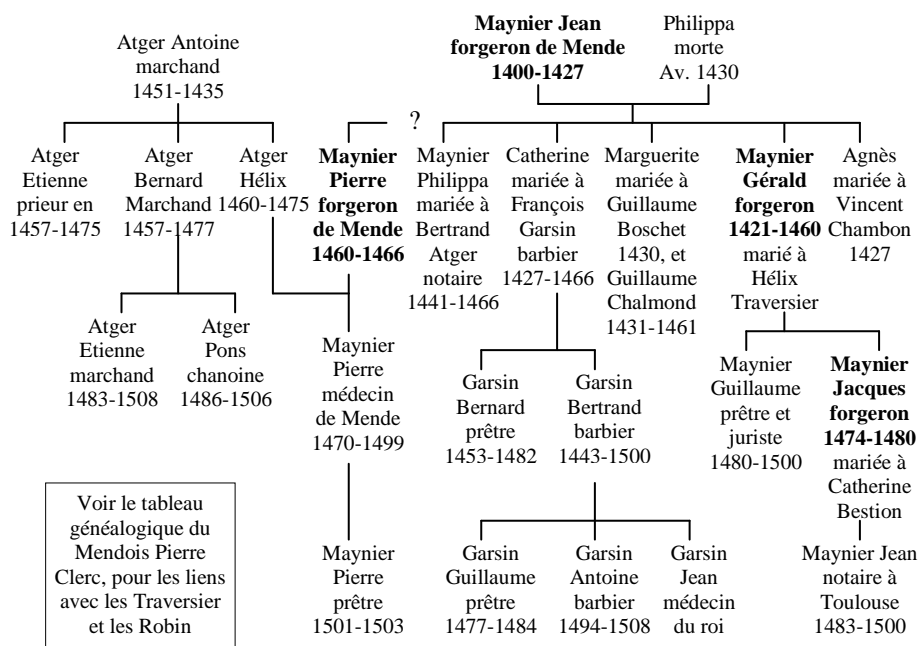 Maynier Jean
forgeron de Mende
1400-1427
Philippa
morte
Av. 1430
Atger Antoine
marchand
1451-1435
?
Atger
Etienne
prieur en
1457-1475
Atger
Bernard
Marchand
1457-1477
Atger
Hélix
1460-1475
Maynier
Pierre
forgeron
de Mende
1460-1466
Maynier
Philippa
mariée à
Bertrand
Atger
notaire
1441-1466
Catherine
mariée à
François
Garsin
barbier
1427-1466
Marguerite
mariée à
Guillaume
Boschet
1430, et
Guillaume
Chalmond
1431-1461
Maynier
Gérald
forgeron
1421-1460
marié à
Hélix
Traversier
Agnès
mariée à
Vincent
Chambon
1427
Atger
Etienne
marchand
1483-1508
Atger
Pons
chanoine
1486-1506
Maynier
Pierre
médecin
de Mende
1470-1499
Garsin
Bernard
prêtre
1453-1482
Garsin
Bertrand
barbier
1443-1500
Maynier
Guillaume
prêtre et
juriste
1480-1500
Maynier
Jacques
forgeron
1474-1480
mariée à
Catherine
Bestion
Voir le tableau
généalogique du
Mendois Pierre
Clerc, pour les liens
avec les Traversier
et les Robin
Maynier
Pierre
prêtre
1501-1503
Garsin
Guillaume
prêtre
1477-1484
Garsin
Antoine
barbier
1494-1508
Garsin
Jean
médecin
du roi
Maynier Jean
notaire à
Toulouse
1483-1500